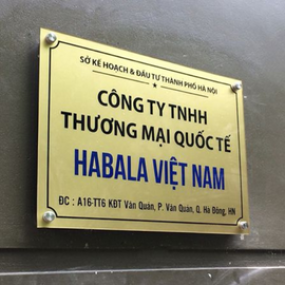 SỞ KẾ HOẠCH & ĐẦU TƯ THÀNH PHỐ HÀ NỘI
CÔNG TY TNHH
THƯƠNG MẠI QUỐC TẾ
HABALA VIỆT NAM
ĐC : A16-TT6 KĐT Văn Quán, P. Văn Quán, Q. Hà Đông, HN